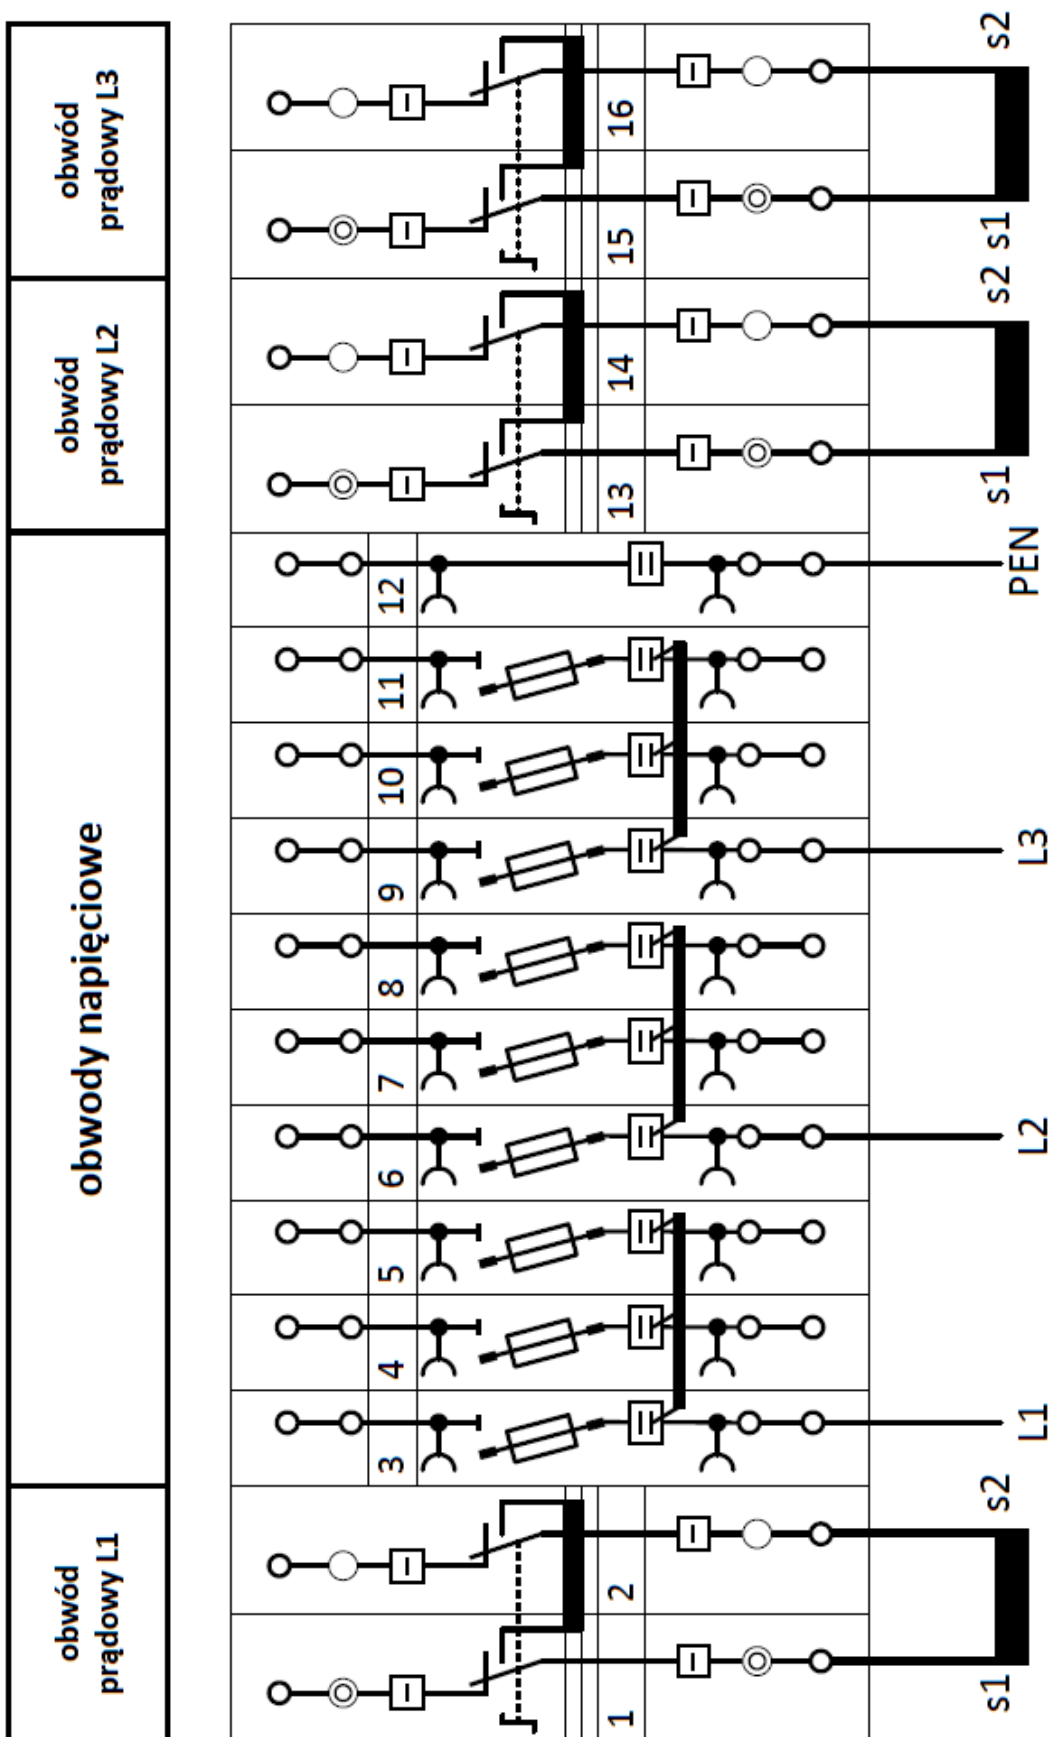 obwód
prądowy L1
obwody napięciowe
obwód
prądowy L2
obwód
prądowy L3
1
2
3
4
5
6
7
8
9
10
11
12
13
14
15
16
s1
s2
L1
L2
L3
PEN
s1
s2
s1
s2